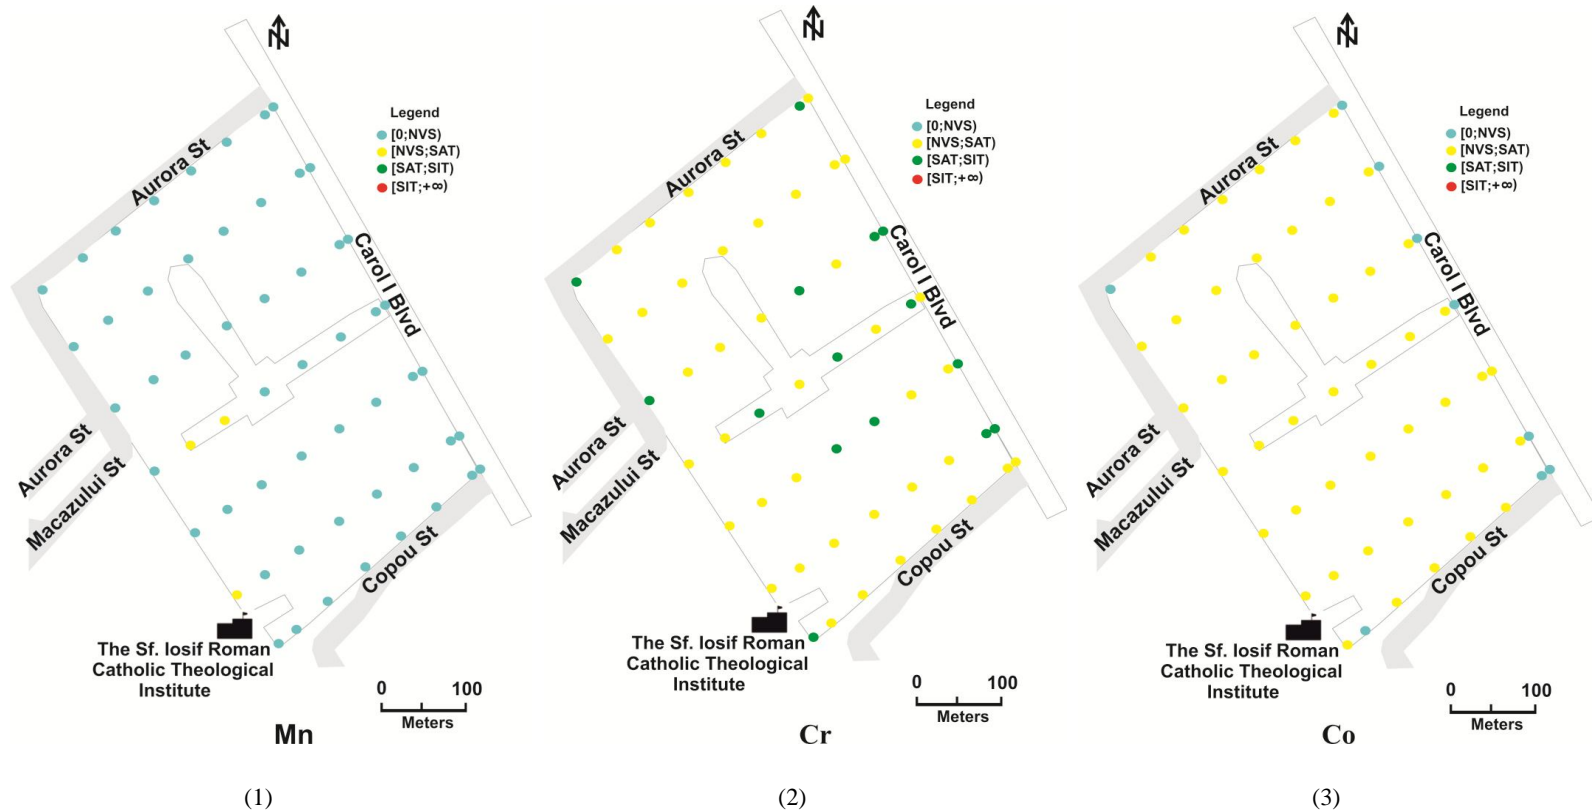 N
Legend
[0;NVS)
[NVS;SAT)
[SAT;SIT)
[SIT;+∞)
Aurora St
Carol I Blvd
Aurora St
Macazului St
Copou St
The Sf. Iosif Roman
Catholic Theological
Institute
0 100
Meters
Mn
(1)
N
Legend
[0;NVS)
[NVS;SAT)
[SAT;SIT)
[SIT;+∞)
Aurora St
Carol I Blvd
Aurora St
Macazului St
Copou St
The Sf. Iosif Roman
Catholic Theological
Institute
0 100
Meters
Cr
(2)
N
Legend
[0;NVS)
[NVS;SAT)
[SAT;SIT)
[SIT;+∞)
Aurora St
Carol I Blvd
Aurora St
Macazului St
Copou St
The Sf. Iosif Roman
Catholic Theological
Institute
0 100
Meters
Co
(3)